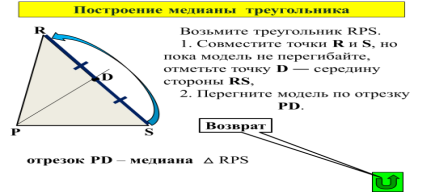 Построение медианы треугольника
R
Возьмите треугольник RPS.
1. Совместите точки R и S, но
пока модель не перегибайте,
отметьте точку D — середину
стороны RS,
2. Перегните модель по отрезку
PD.
D
P
S
Возврат
отрезок PD – медиана △ RPS